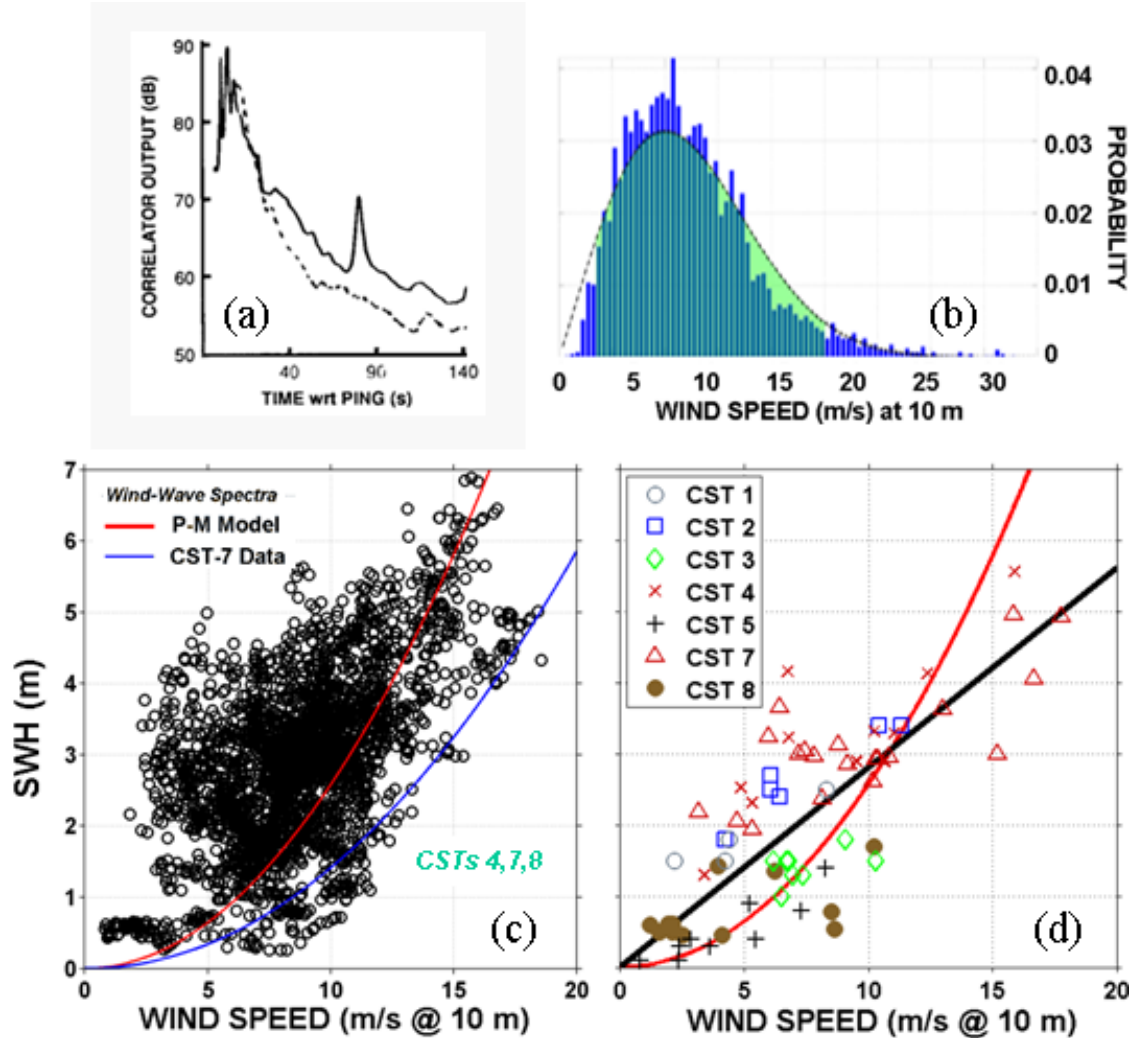 90
80
70
60
50
CORRELATOR OUTPUT (dB)
(a)
40
90
140
TIME wrt PING (s)
0.04
0.03
0.02
0.01
0
PROBABILITY
(b)
0 5 10 15 20 25 30
WIND SPEED (m/s) at 10 m
7
6
5
4
3
2
1
0
SWH (m)
Wind-Wave Spectra
P-M Model
CST-7 Data
CSTs 4,7,8
(c)
0 5 10 15 20
WIND SPEED (m/s @ 10 m)
CST 1
CST 2
CST 3
CST 4
CST 5
CST 7
CST 8
(d)
0 5 10 15 20
WIND SPEED (m/s @ 10 m)